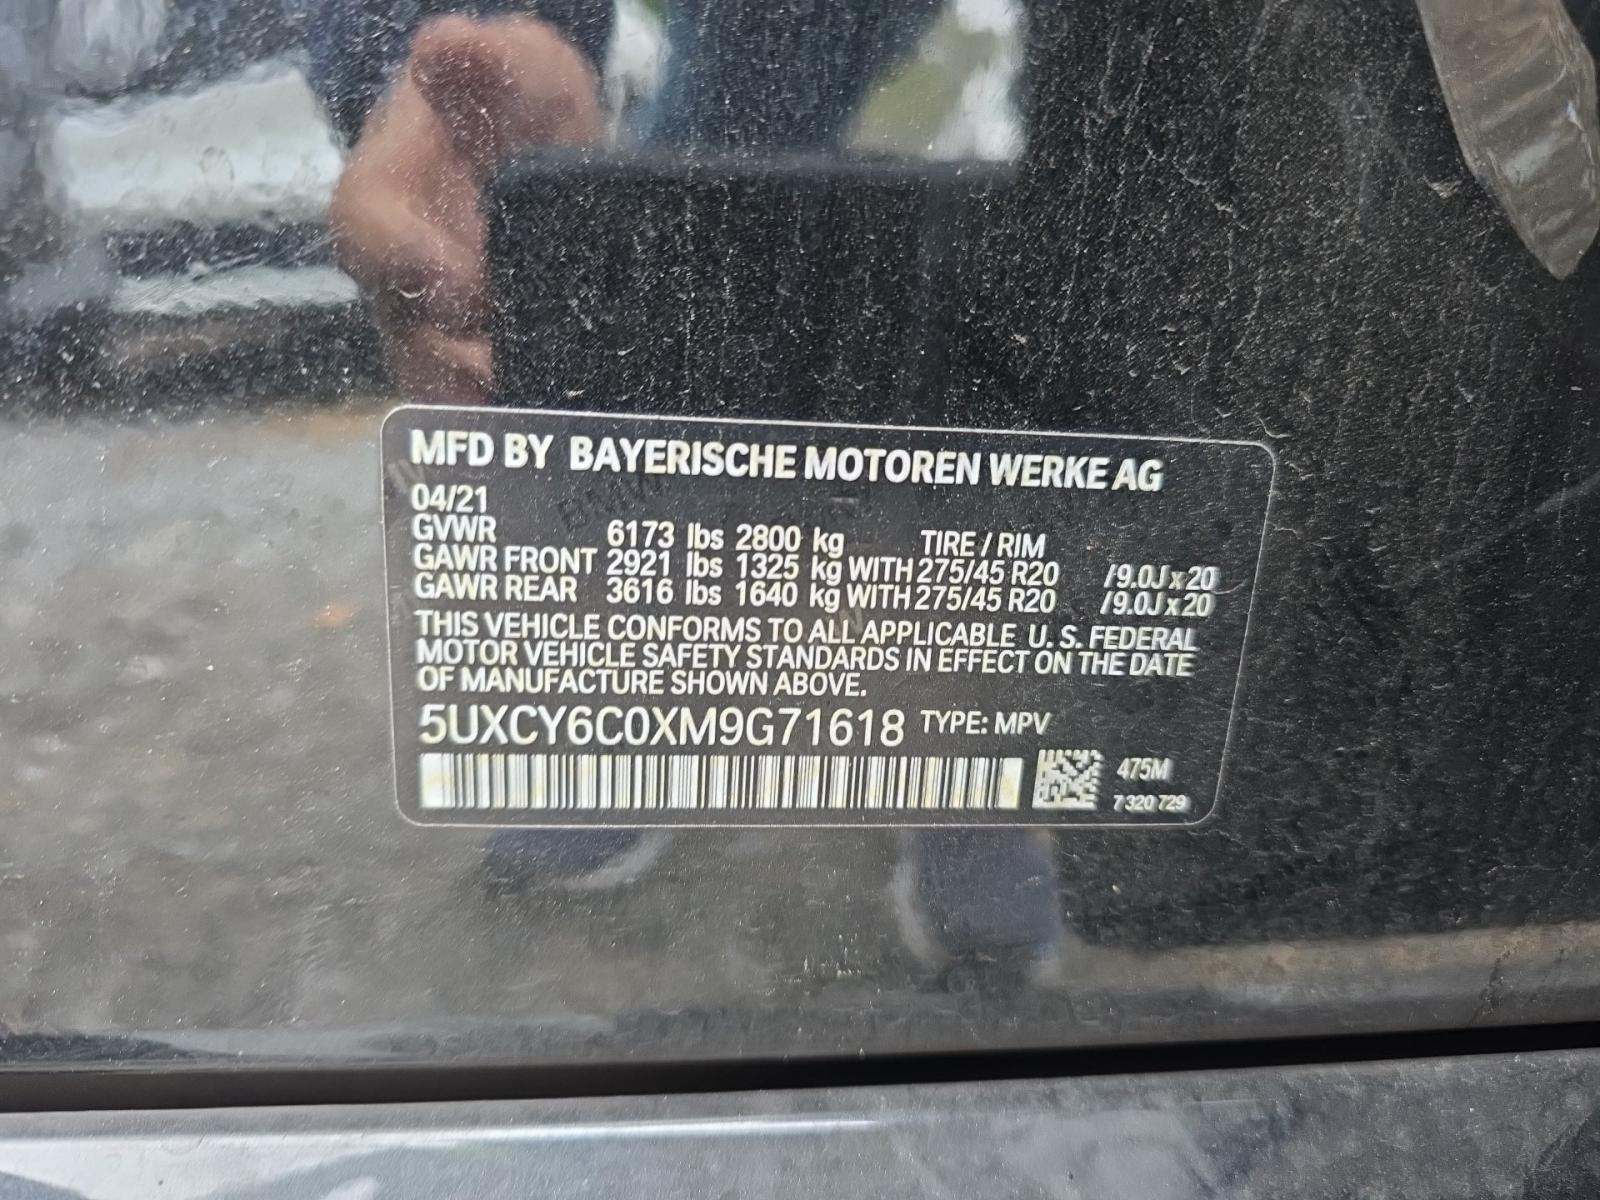 MFD BY BAYERISCHE MOTOREN WERKE AG
04/21
GVWR 6173 lbs 2800 kg TIRE / RIM
GAWR FRONT 2921 lbs 1325 kg WITH 275/45 R20 /9.0J x 20
GAWR REAR 3616 lbs 1640 kg WITH 275/45 R20 /9.0J x 20
THIS VEHICLE CONFORMS TO ALL APPLICABLE U. S. FEDERAL
MOTOR VEHICLE SAFETY STANDARDS IN EFFECT ON THE DATE
OF MANUFACTURE SHOWN ABOVE.
5UXCY6C0XM9G71618 TYPE: MPV
475M
7 320 729